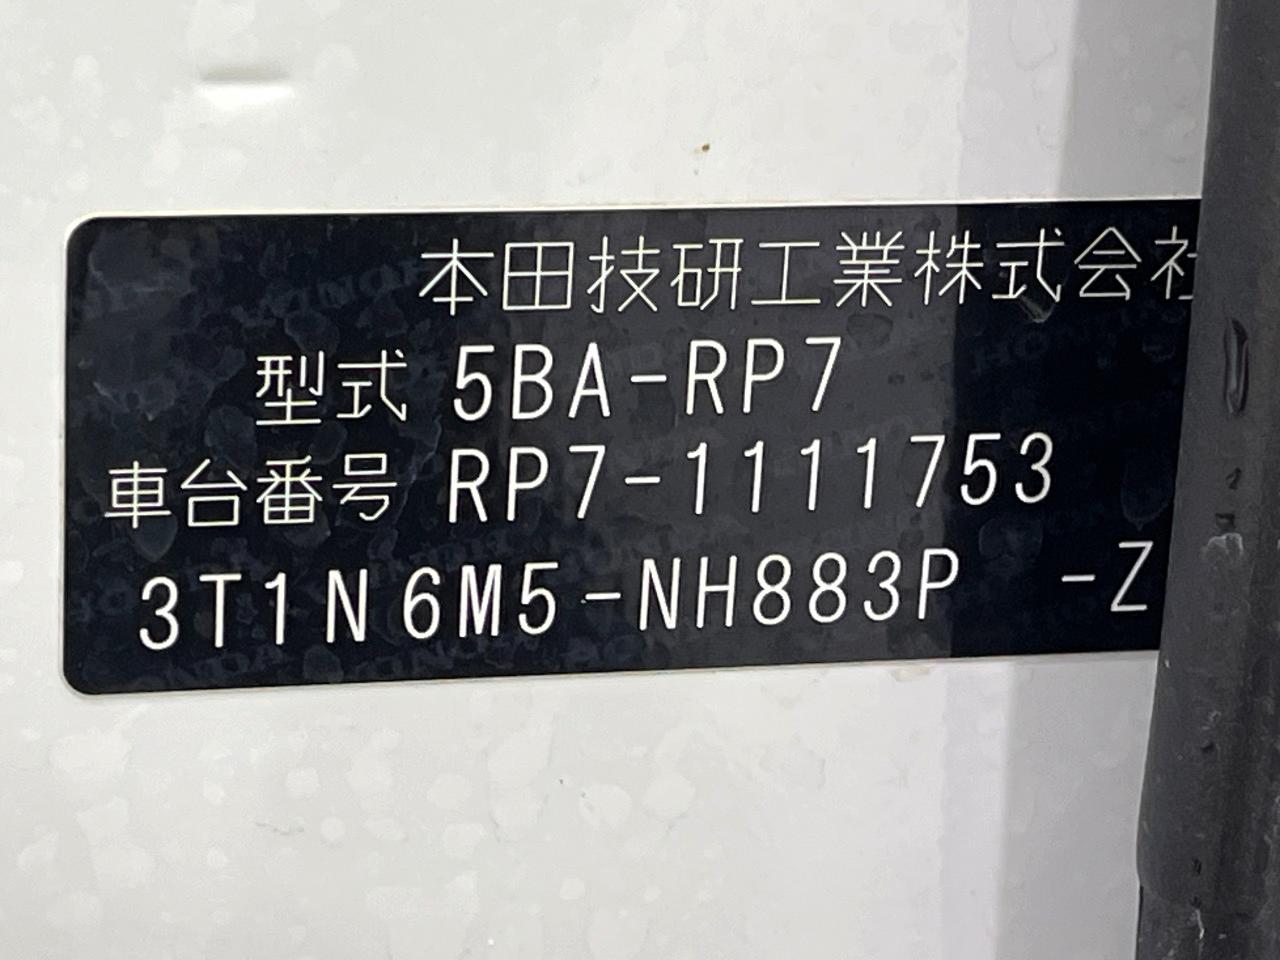 本田技研工業株式会社
型式 5BA-RP7
車台番号 RP7-1111753
3T1N6M5-NH883P -Z